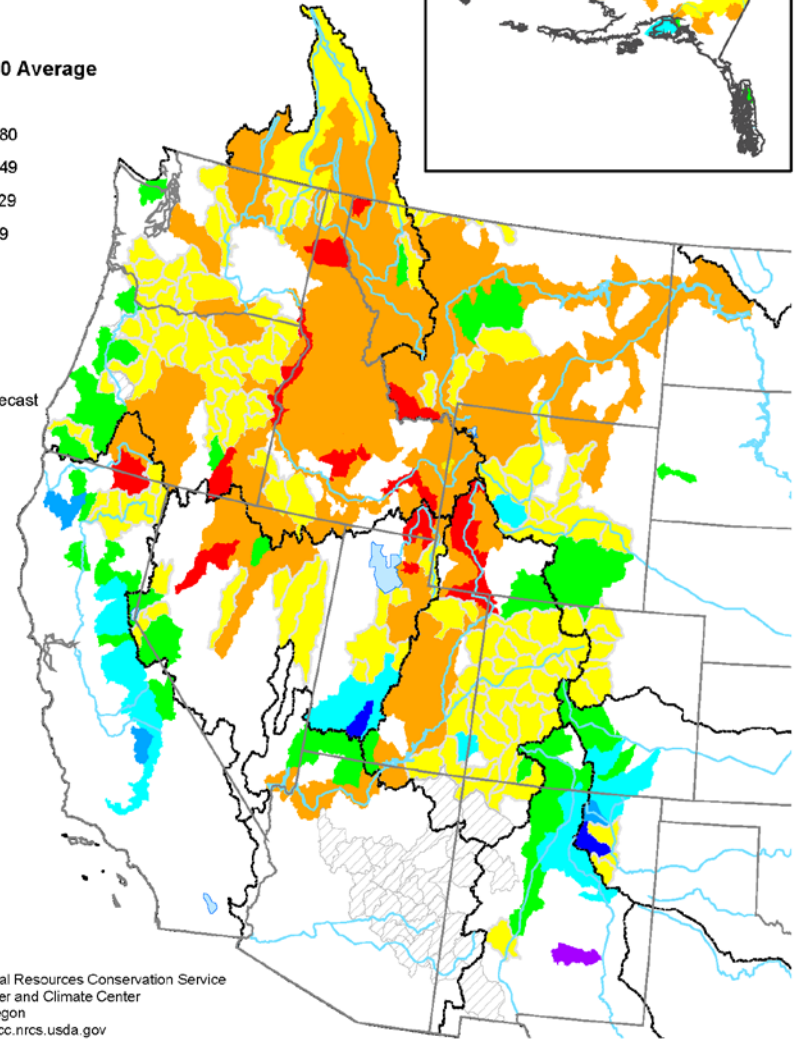 0 Average
80
49
29
9
ecast
al Resources Conservation Service
er and Climate Center
egon
cc.nrcs.usda.gov